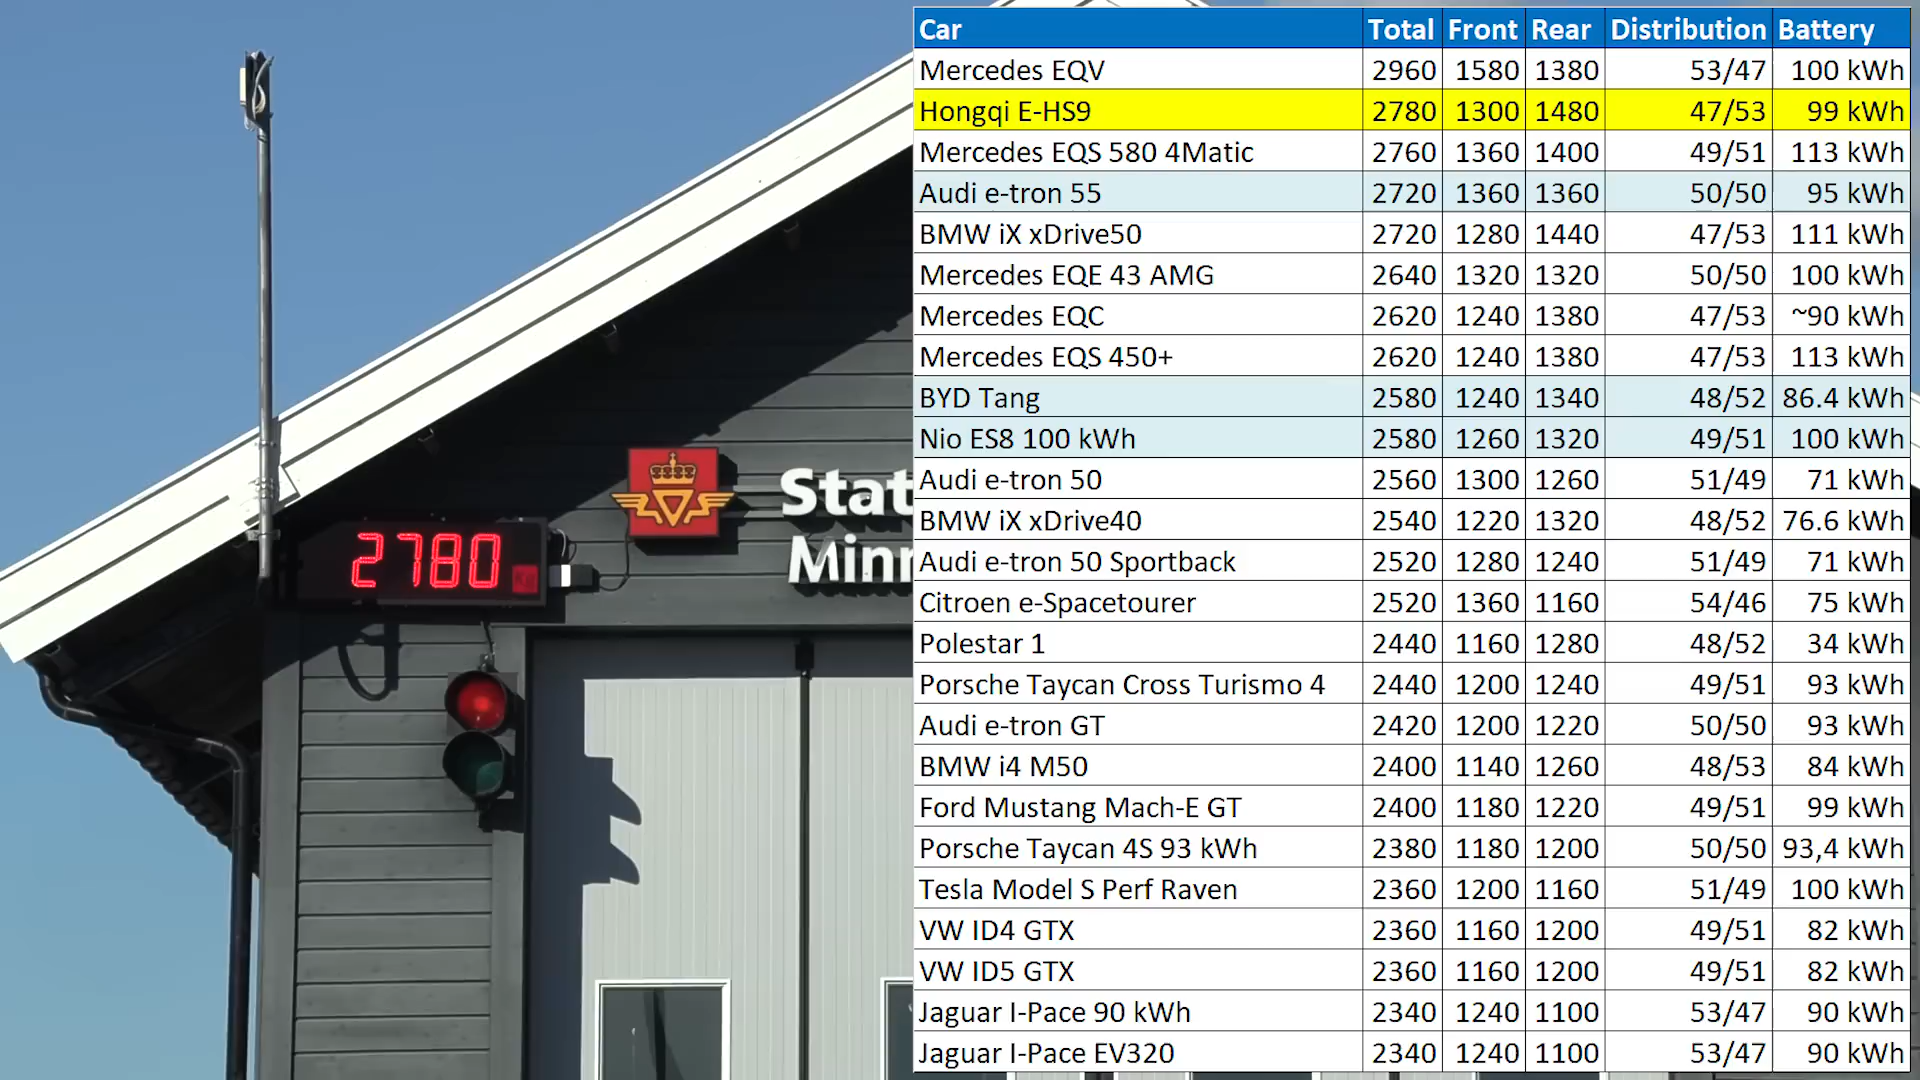 Car Total Front Rear Distribution Battery
Mercedes EQV 2960 1580 1380 53/47 100 kWh
Hongqi E-HS9 2780 1300 1480 47/53 99 kWh
Mercedes EQS 580 4Matic 2760 1360 1400 49/51 113 kWh
Audi e-tron 55 2720 1360 1360 50/50 95 kWh
BMW iX xDrive50 2720 1280 1440 47/53 111 kWh
Mercedes EQE 43 AMG 2640 1320 1320 50/50 100 kWh
Mercedes EQC 2620 1240 1380 47/53 ~90 kWh
Mercedes EQS 450+ 2620 1240 1380 47/53 113 kWh
BYD Tang 2580 1240 1340 48/52 86.4 kWh
Nio ES8 100 kWh 2580 1260 1320 49/51 100 kWh
Audi e-tron 50 2560 1300 1260 51/49 71 kWh
BMW iX xDrive40 2540 1220 1320 48/52 76.6 kWh
Audi e-tron 50 Sportback 2520 1280 1240 51/49 71 kWh
Citroen e-Spacetourer 2520 1360 1160 54/46 75 kWh
Polestar 1 2440 1160 1280 48/52 34 kWh
Porsche Taycan Cross Turismo 4 2440 1200 1240 49/51 93 kWh
Audi e-tron GT 2420 1200 1220 50/50 93 kWh
BMW i4 M50 2400 1140 1260 48/53 84 kWh
Ford Mustang Mach-E GT 2400 1180 1220 49/51 99 kWh
Porsche Taycan 4S 93 kWh 2380 1180 1200 50/50 93,4 kWh
Tesla Model S Perf Raven 2360 1200 1160 51/49 100 kWh
VW ID4 GTX 2360 1160 1200 49/51 82 kWh
VW ID5 GTX 2360 1160 1200 49/51 82 kWh
Jaguar I-Pace 90 kWh 2340 1240 1100 53/47 90 kWh
Jaguar I-Pace EV320 2340 1240 1100 53/47 90 kWh
Stat
Minn
2780